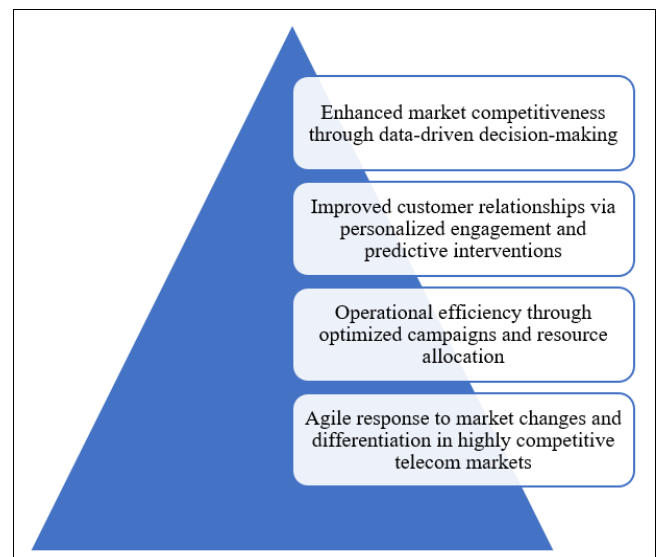 Enhanced market competitiveness
through data-driven decision-making
Improved customer relationships via
personalized engagement and
predictive interventions
Operational efficiency through
optimized campaigns and resource
allocation
Agile response to market changes and
differentiation in highly competitive
telecom markets